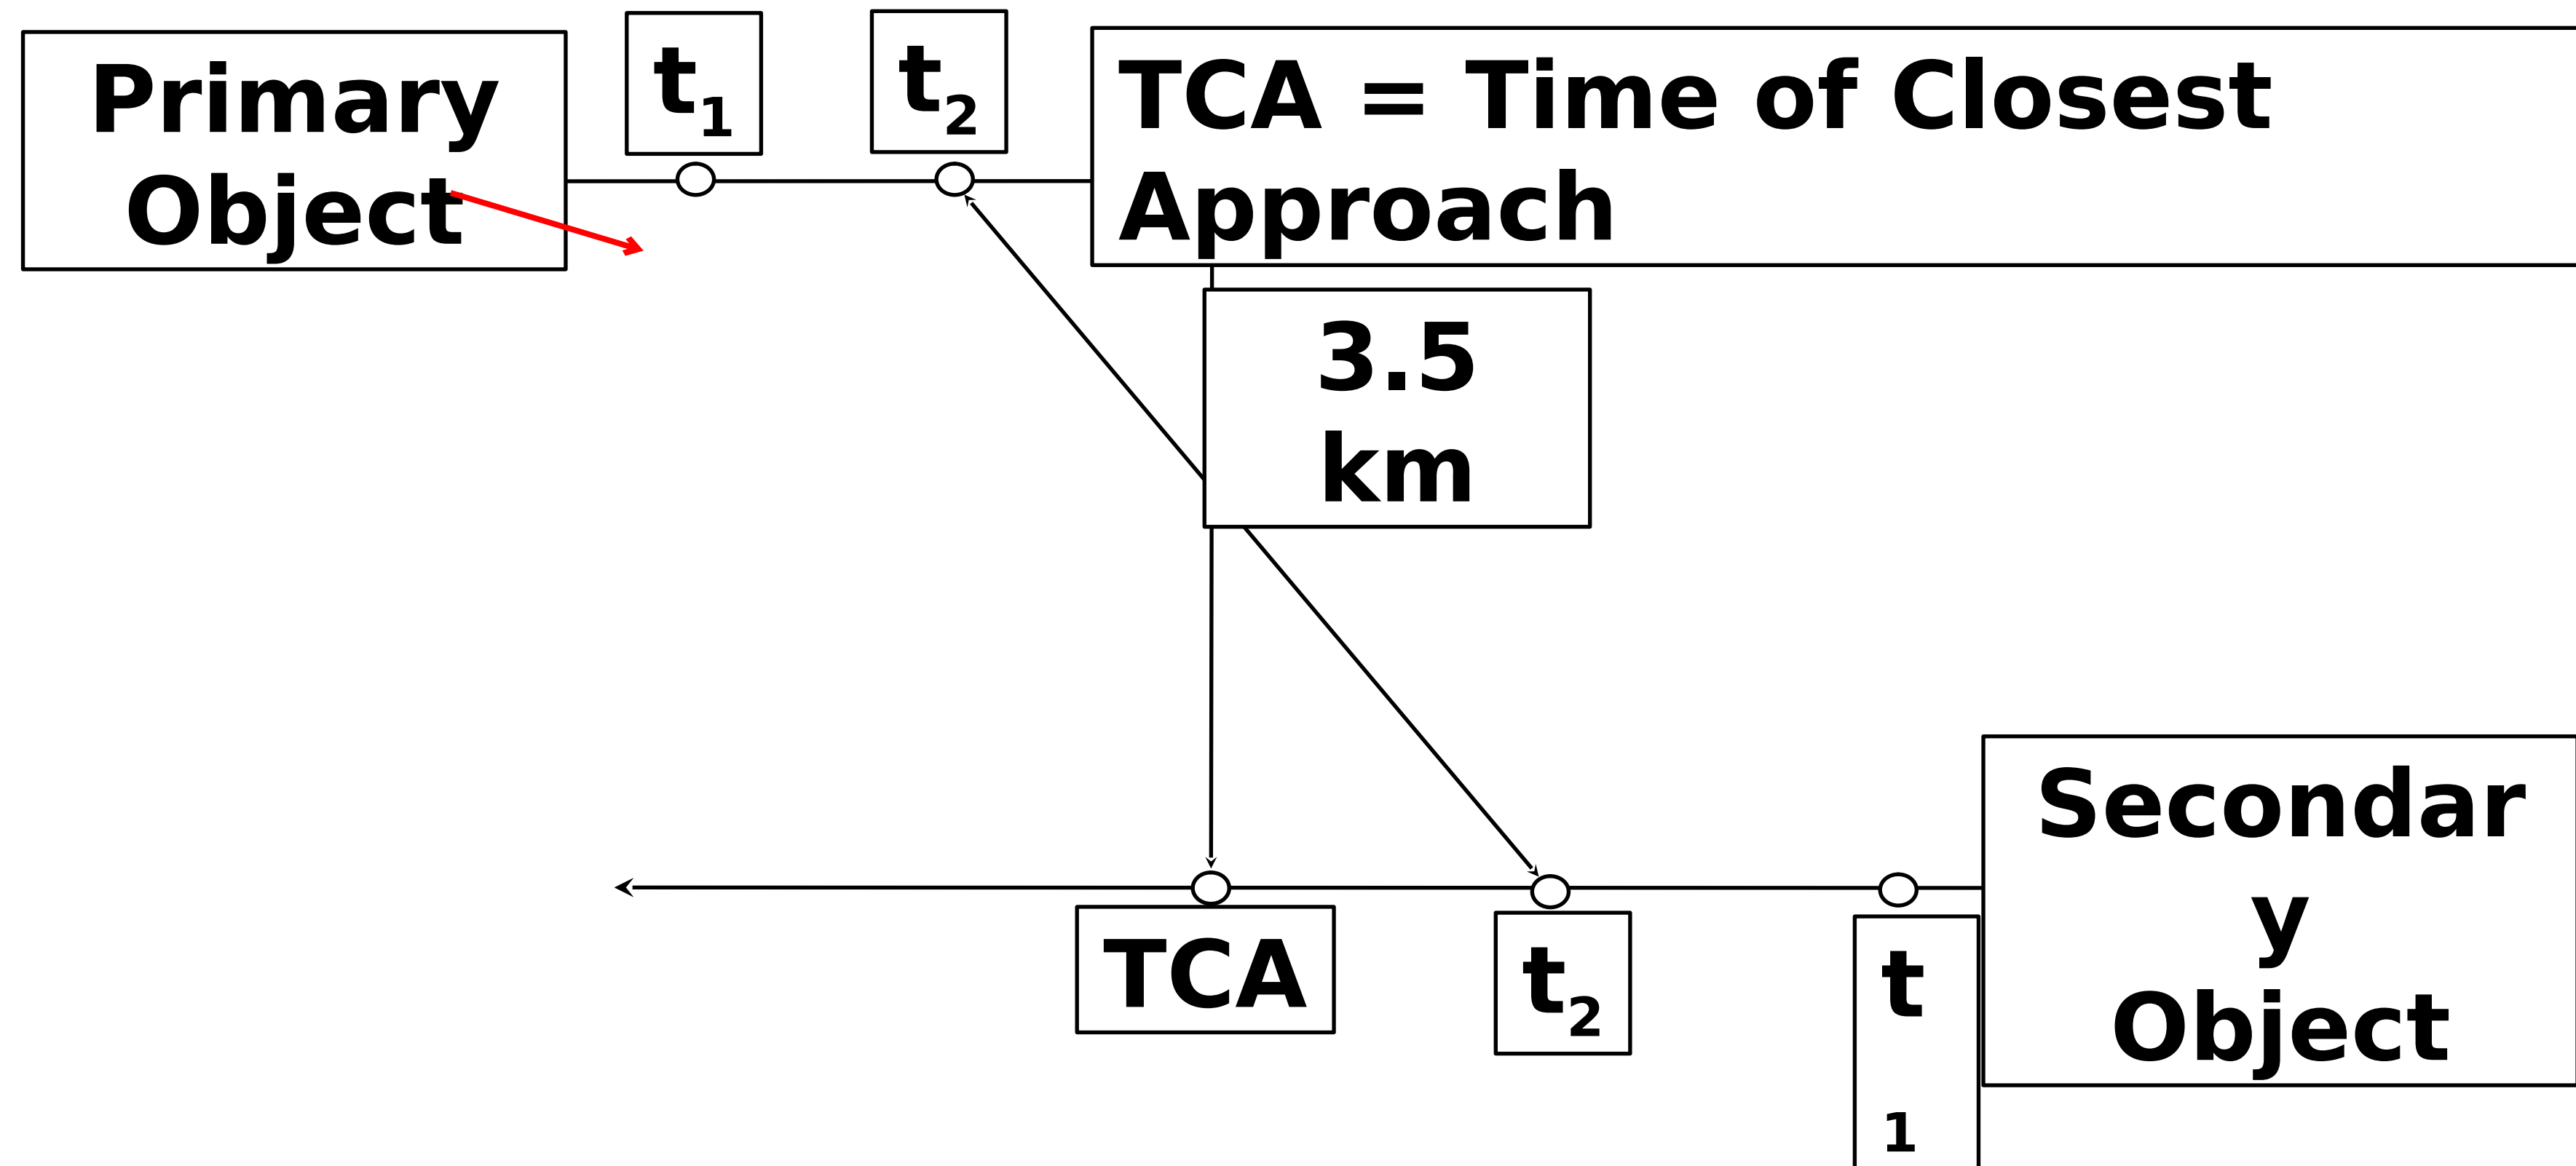 Primary
Object
t1
t2
TCA = Time of Closest
Approach
3.5
km
TCA
t2
t
1
Secondar
y
Object